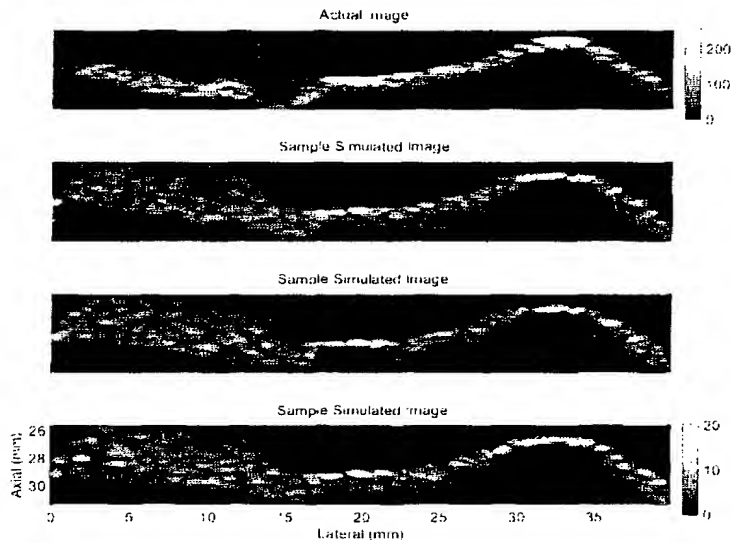 Actual Image
200
100
0
Sample Simulated Image
Sample Simulated Image
Sample Simulated Image
26
28
30
Axial (mm)
20
10
0
0 5 10 15 20 25 30 35
Lateral (mm)